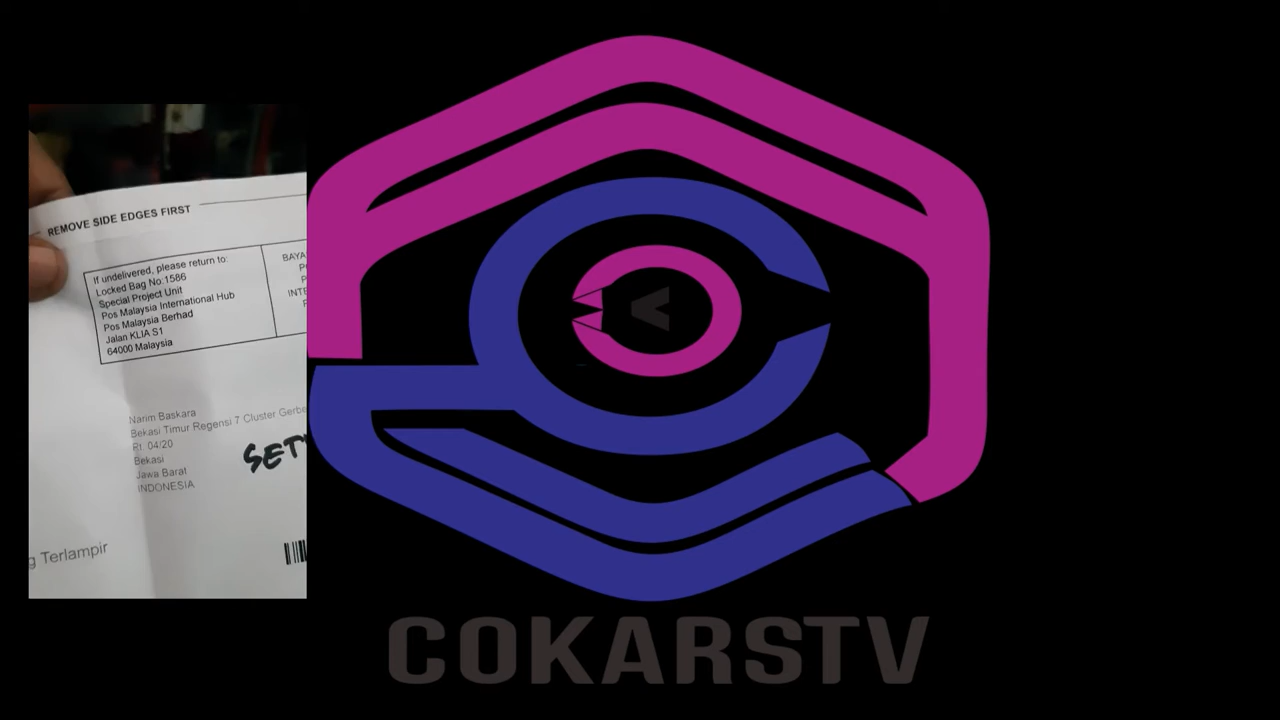 REMOVE SIDE EDGES FIRST
If undelivered, please return to:
Locked Bag No:1586
Special Project Unit
Pos Malaysia International Hub
Pos Malaysia Berhad
Jalan KLIA S1
64000 Malaysia
Narim Baskara
Bekasi Timur Regensi 7 Cluster
Rt 04/20
Bekasi
Jawa Barat
INDONESIA
Terlampir
COKARSTV